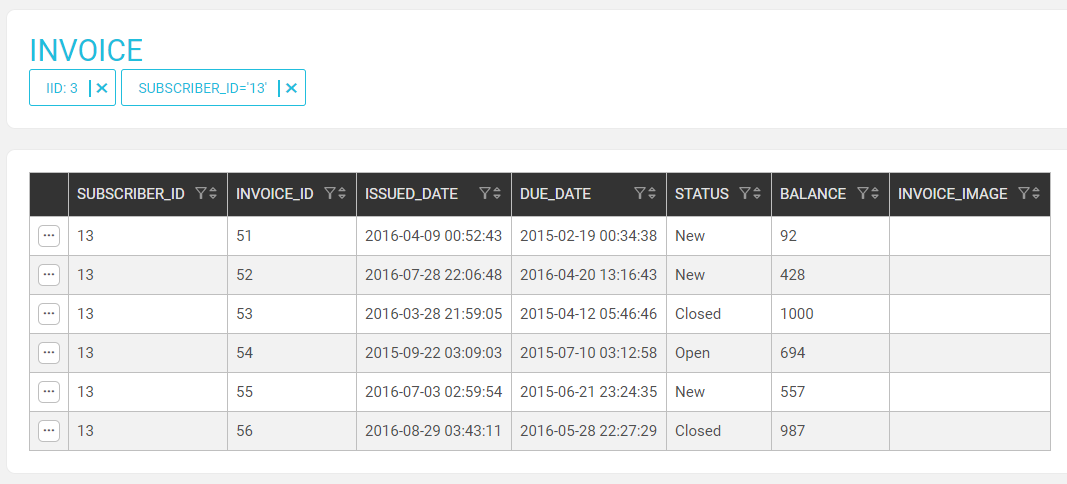 INVOICE
IID: 3 SUBSCRIBER_ID='13'
SUBSCRIBER_ID INVOICE_ID ISSUED_DATE DUE_DATE STATUS BALANCE INVOICE_IMAGE
13 51 2016-04-09 00:52:43 2015-02-19 00:34:38 New 92
13 52 2016-07-28 22:06:48 2016-04-20 13:16:43 New 428
13 53 2016-03-28 21:59:05 2015-04-12 05:46:46 Closed 1000
13 54 2015-09-22 03:09:03 2015-07-10 03:12:58 Open 694
13 55 2016-07-03 02:59:54 2015-06-21 23:24:35 New 557
13 56 2016-08-29 03:43:11 2016-05-28 22:27:29 Closed 987